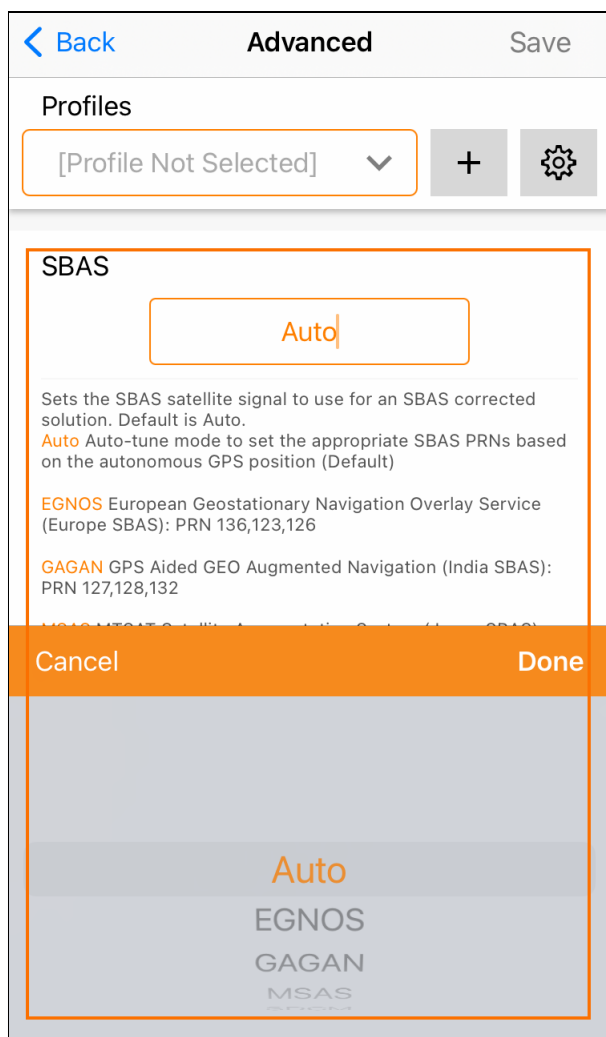 Back
Advanced
Save
Profiles
[Profile Not Selected]
+
SBAS
Auto
Sets the SBAS satellite signal to use for an SBAS corrected
solution. Default is Auto.
Auto Auto-tune mode to set the appropriate SBAS PRNs based
on the autonomous GPS position (Default)
EGNOS European Geostationary Navigation Overlay Service
(Europe SBAS): PRN 136,123,126
GAGAN GPS Aided GEO Augmented Navigation (India SBAS):
PRN 127,128,132
Cancel
Done
Auto
EGNOS
GAGAN
MSAS